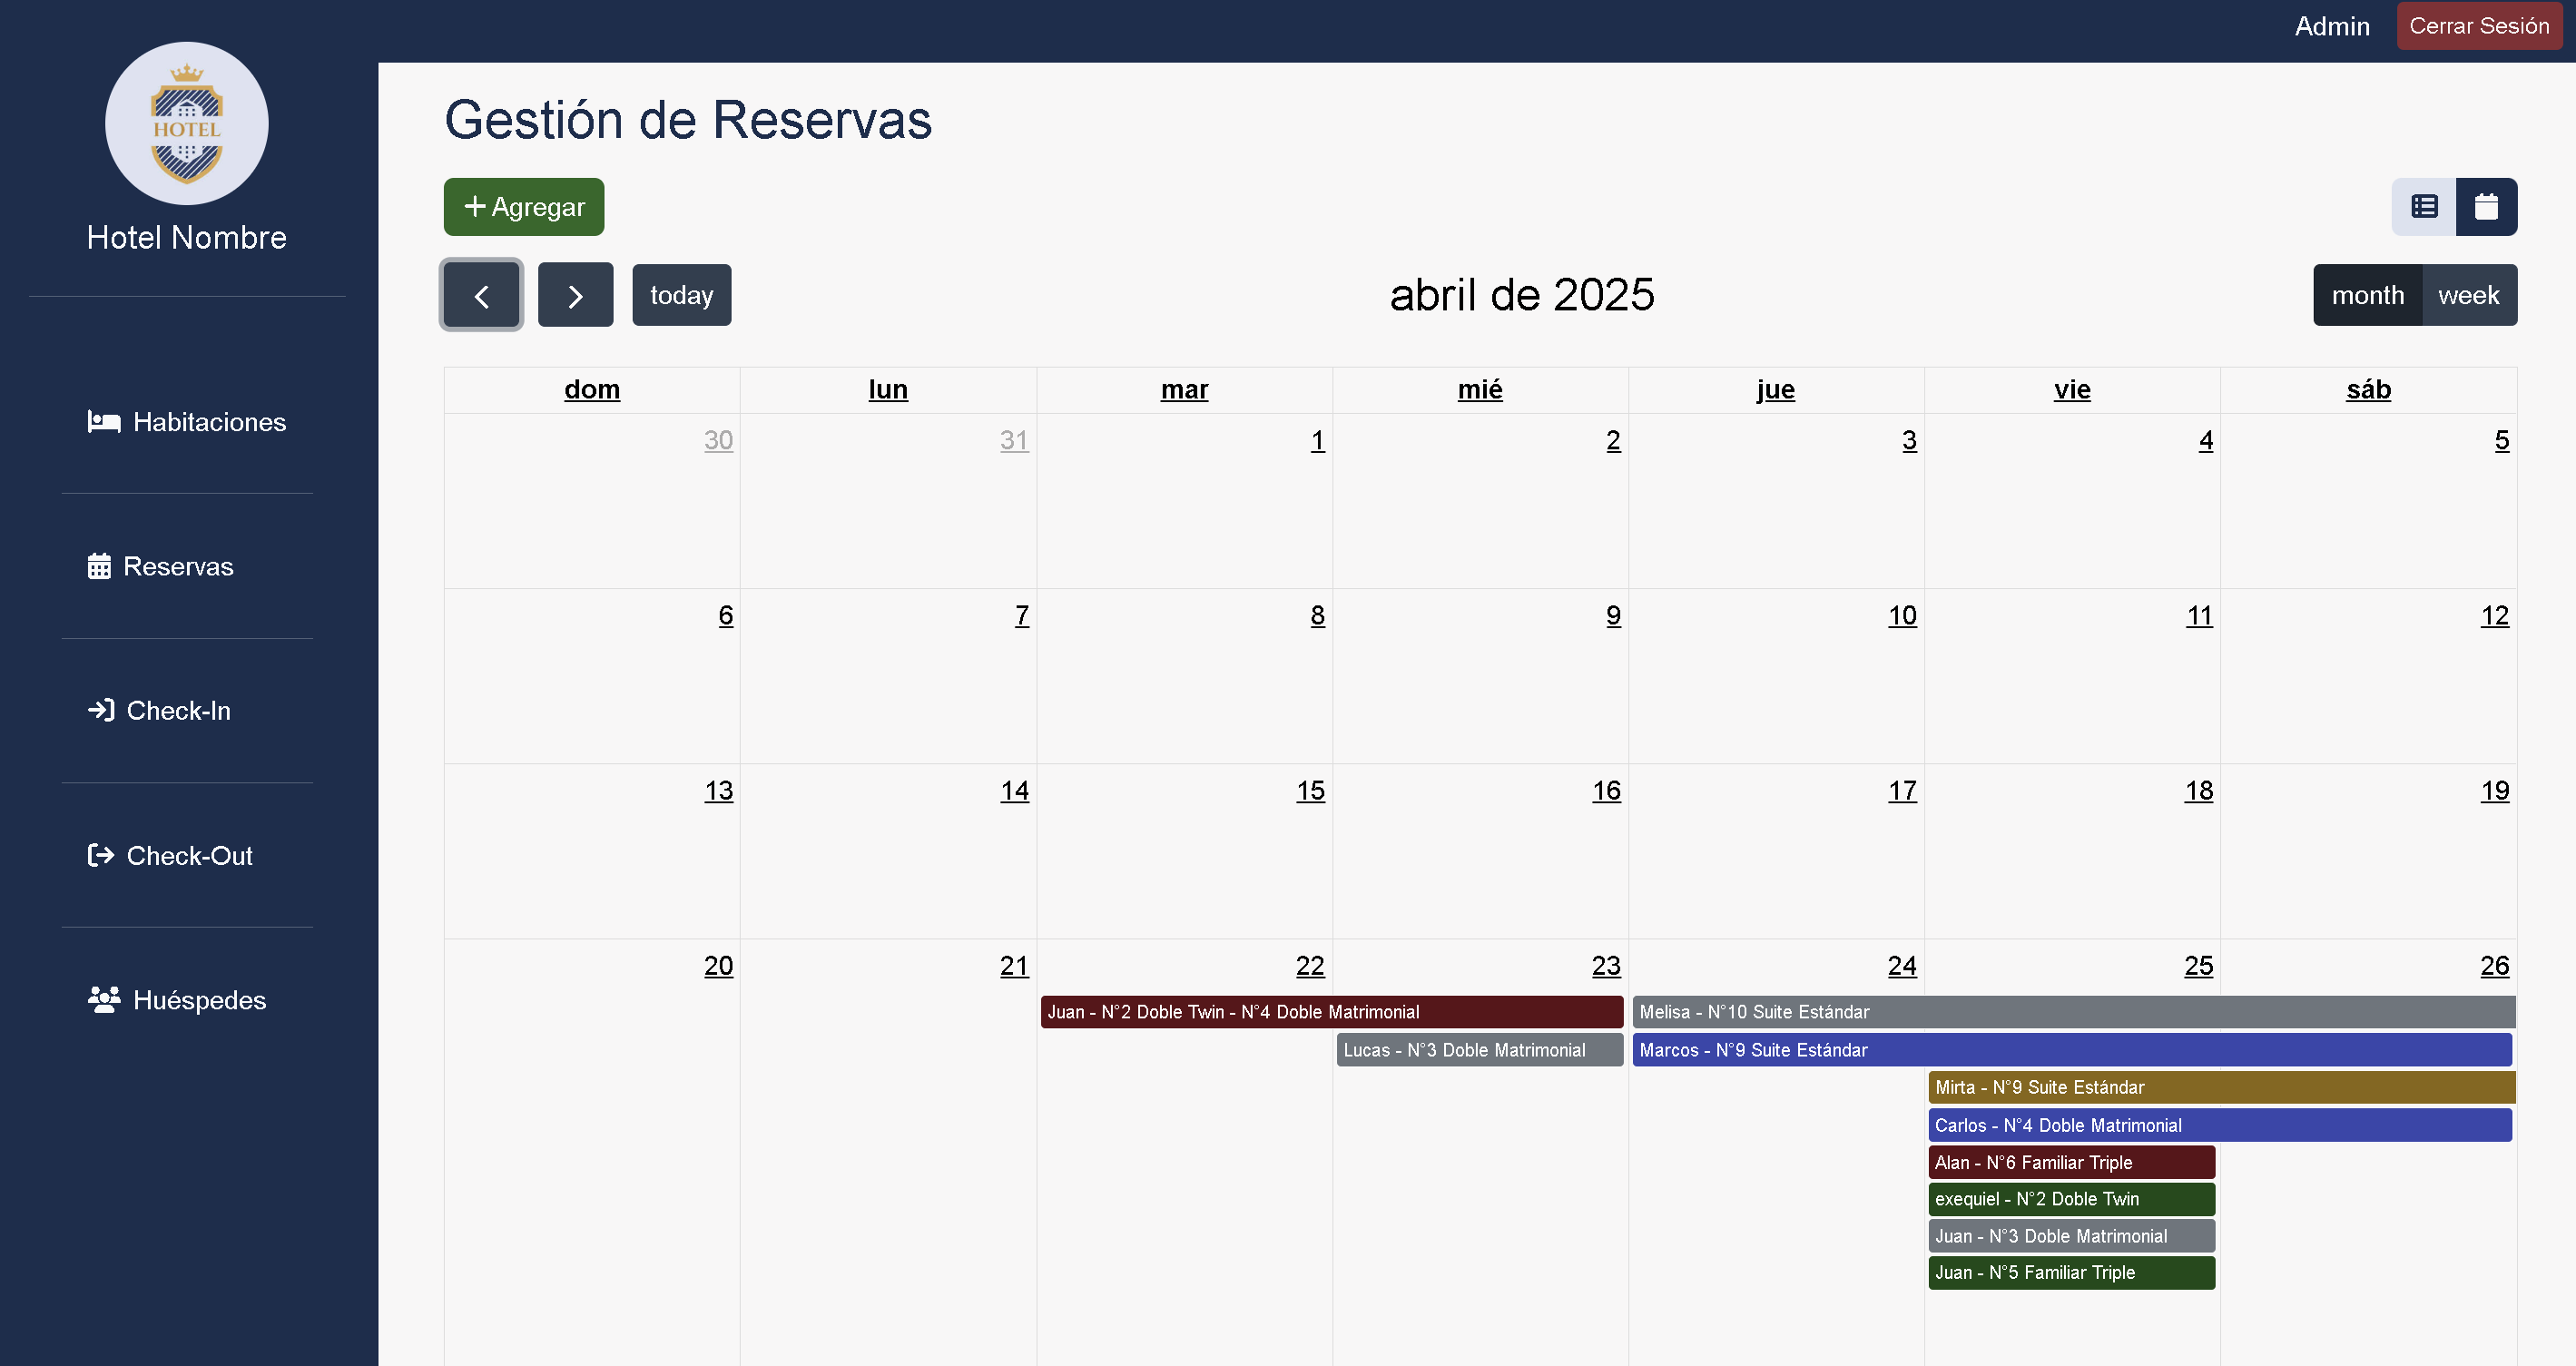 Admin
Cerrar Sesión
HOTEL
Hotel Nombre
Habitaciones
Reservas
Check-In
Check-Out
Huéspedes
Gestión de Reservas
Agregar
today
abril de 2025
month week
dom lun mar mié jue vie sáb
30 31 1 2 3 4 5
6 7 8 9 10 11 12
13 14 15 16 17 18 19
20 21 22 23 24 25 26
Juan - N°2 Doble Twin - N°4 Doble Matrimonial
Melisa - N°10 Suite Estándar
Lucas - N°3 Doble Matrimonial
Marcos - N°9 Suite Estándar
Mirta - N°9 Suite Estándar
Carlos - N°4 Doble Matrimonial
Alan - N°6 Familiar Triple
exequiel - N°2 Doble Twin
Juan - N°3 Doble Matrimonial
Juan - N°5 Familiar Triple